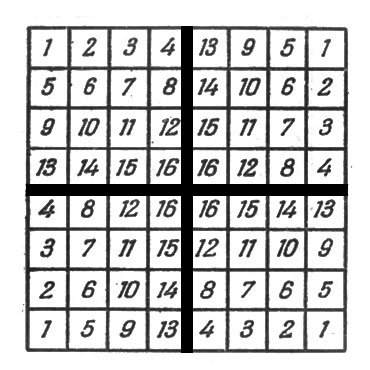 1 2 3 4 13 9 5 1
5 6 7 8 14 10 6 2
9 10 11 12 15 11 7 3
13 14 15 16 16 12 8 4
4 8 12 16 16 15 14 13
3 7 11 15 12 11 10 9
2 6 10 14 8 7 6 5
1 5 9 13 4 3 2 1